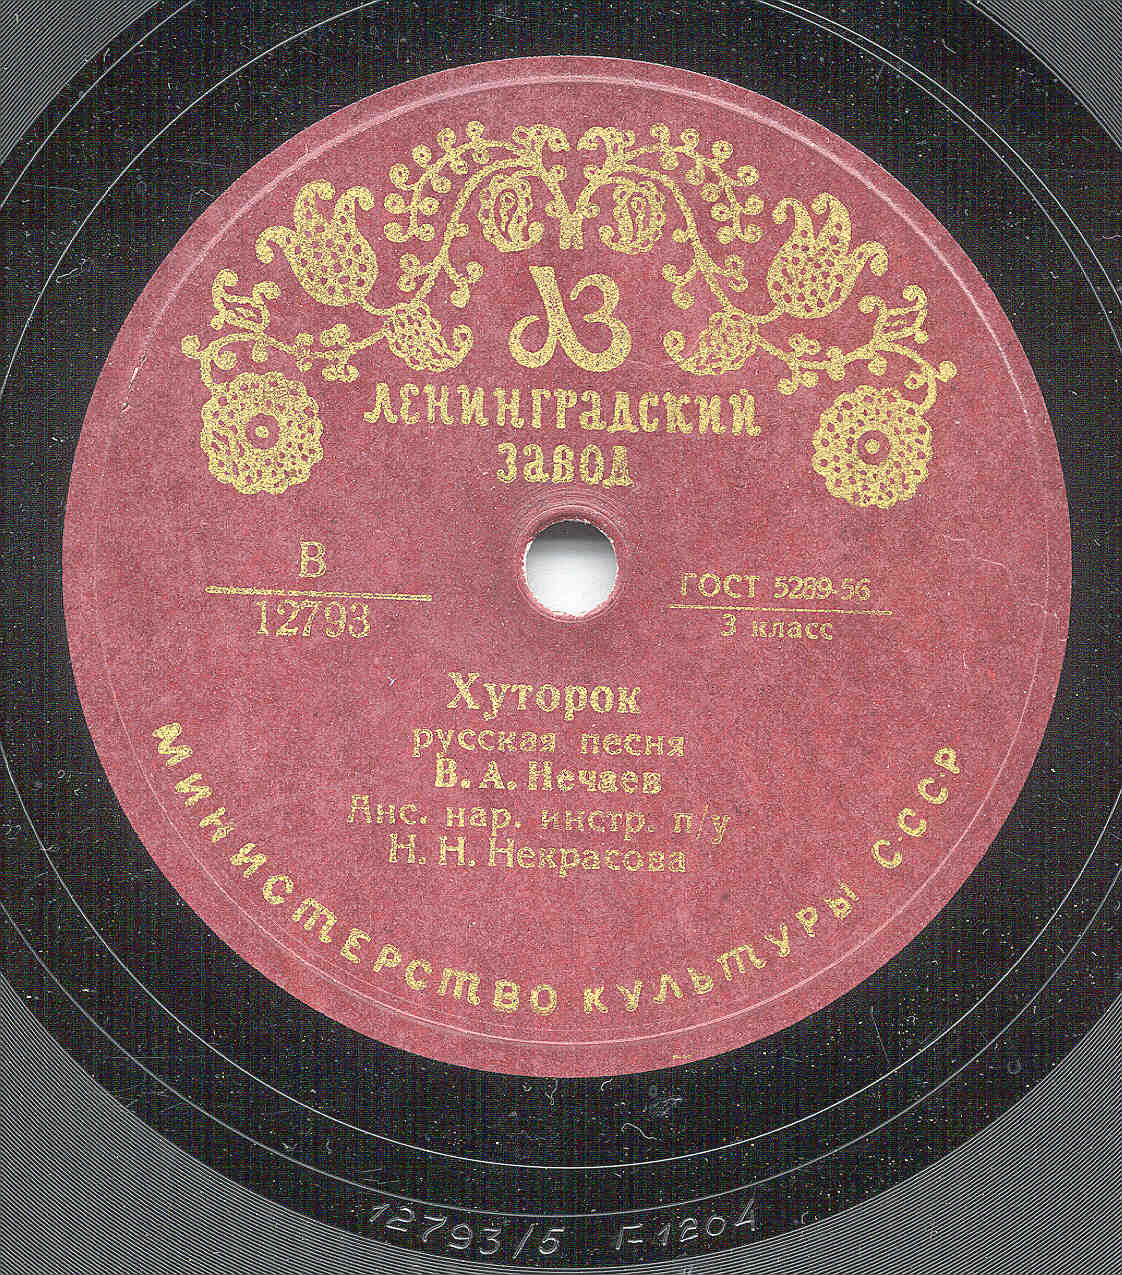 ЛЗ
ЛЕНИНГРАДСКИЙ
ЗАВОД
В
12793
ГОСТ 5289-56
3 класс
Хуторок
русская песня
В. А. Нечаев
Анс. нар. инстр. п/у
Н. Н. Некрасова
МИНИСТЕРСТВО КУЛЬТУРЫ СССР
12793/5 Г-1204